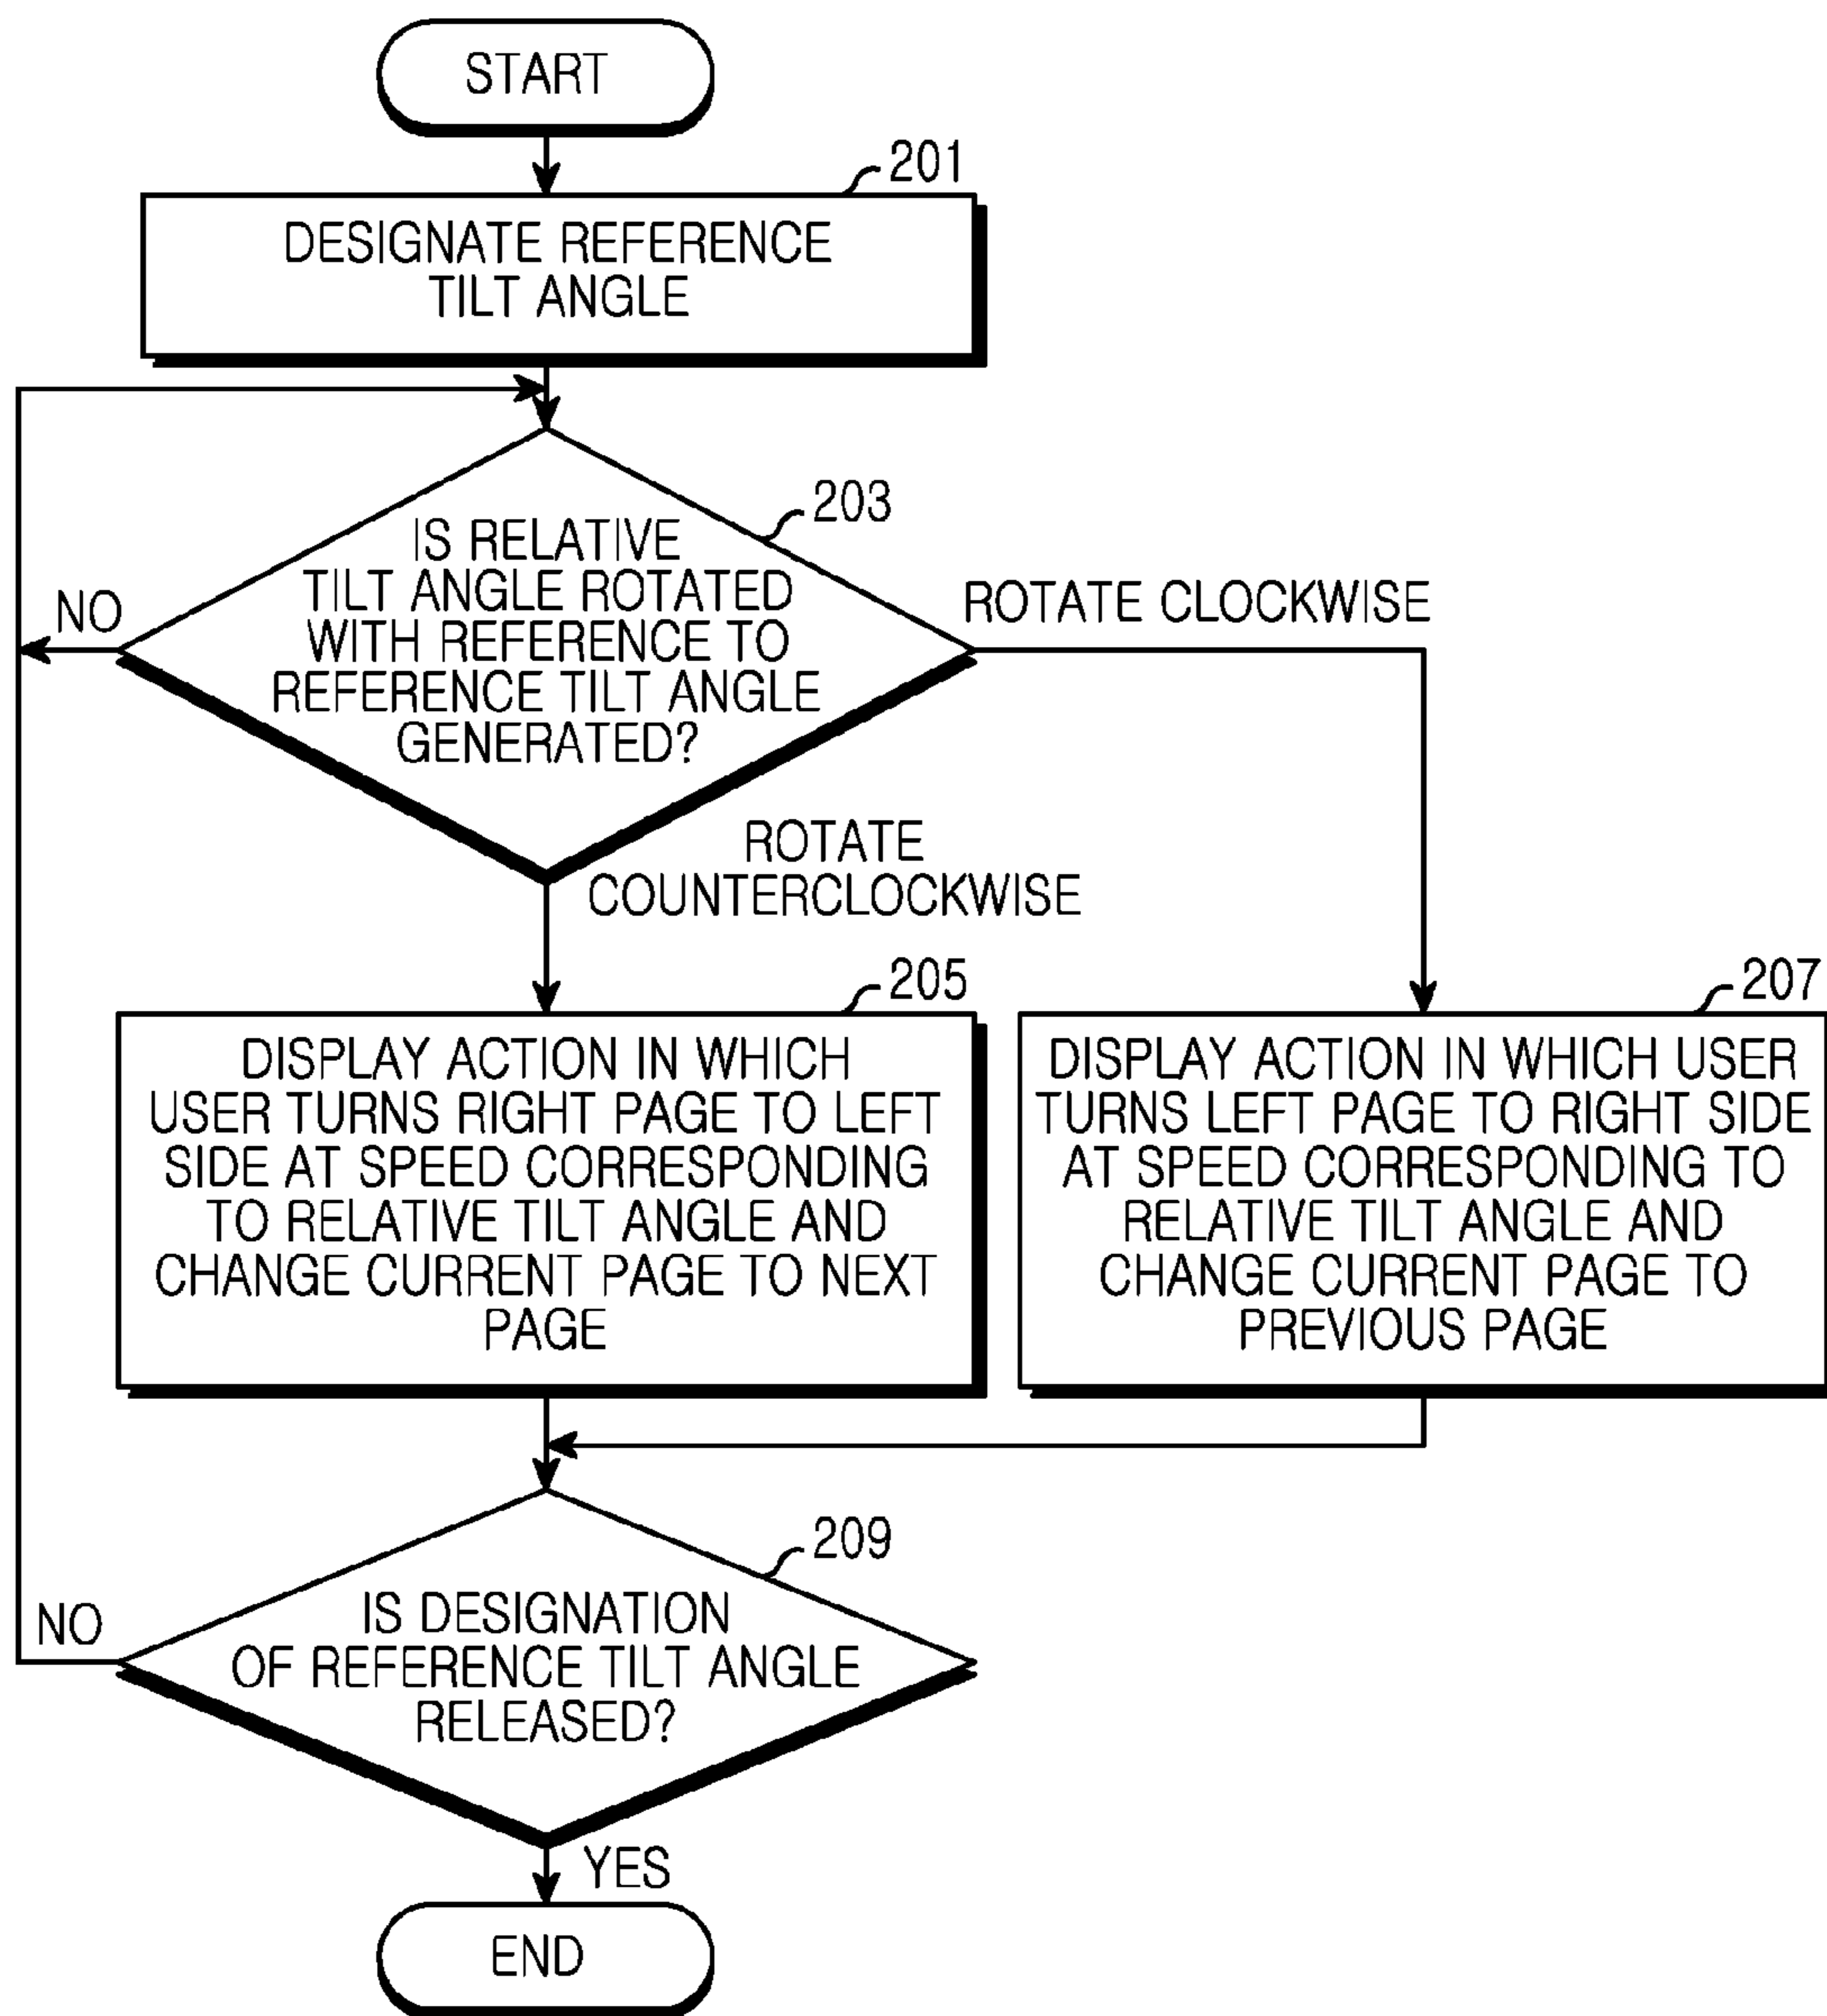 START
201
DESIGNATE REFERENCE
TILT ANGLE
203
IS RELATIVE
TILT ANGLE ROTATED
WITH REFERENCE TO
REFERENCE TILT ANGLE
GENERATED?
NO
ROTATE CLOCKWISE
ROTATE
COUNTERCLOCKWISE
205
DISPLAY ACTION IN WHICH
USER TURNS RIGHT PAGE TO LEFT
SIDE AT SPEED CORRESPONDING
TO RELATIVE TILT ANGLE AND
CHANGE CURRENT PAGE TO NEXT
PAGE
207
DISPLAY ACTION IN WHICH USER
TURNS LEFT PAGE TO RIGHT SIDE
AT SPEED CORRESPONDING TO
RELATIVE TILT ANGLE AND
CHANGE CURRENT PAGE TO
PREVIOUS PAGE
209
IS DESIGNATION
OF REFERENCE TILT ANGLE
RELEASED?
NO
YES
END